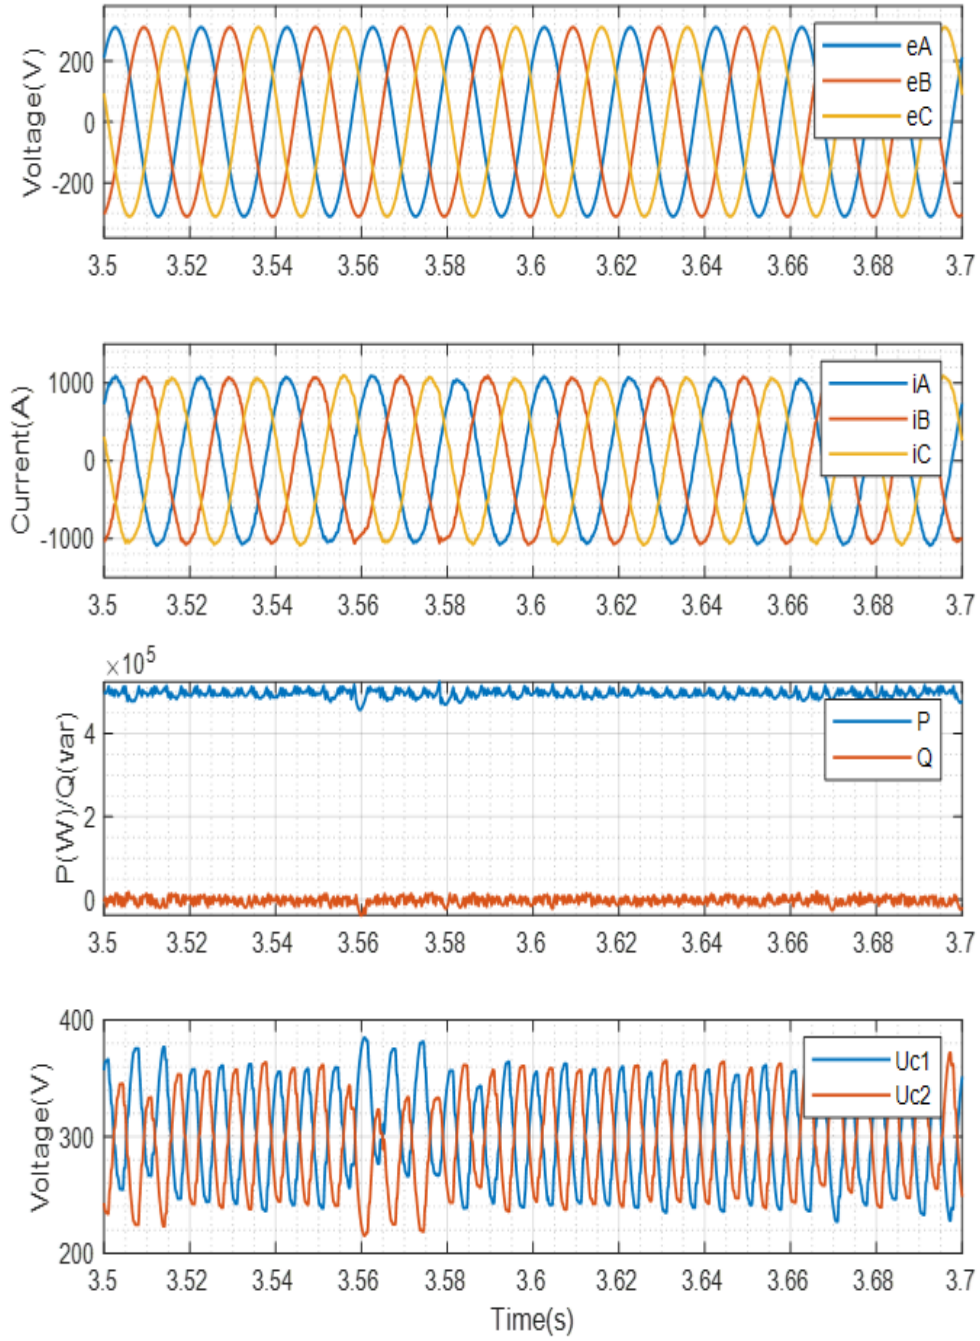 Voltage(V)
200
0
-200
eA
eB
eC
3.5 3.52 3.54 3.56 3.58 3.6 3.62 3.64 3.66 3.68 3.7
Current(A)
1000
0
-1000
iA
iB
iC
3.5 3.52 3.54 3.56 3.58 3.6 3.62 3.64 3.66 3.68 3.7
×10⁵
P(W)/Q(var)
4
2
0
P
Q
3.5 3.52 3.54 3.56 3.58 3.6 3.62 3.64 3.66 3.68 3.7
Voltage(V)
400
300
200
Uc1
Uc2
3.5 3.52 3.54 3.56 3.58 3.6 3.62 3.64 3.66 3.68 3.7
Time(s)